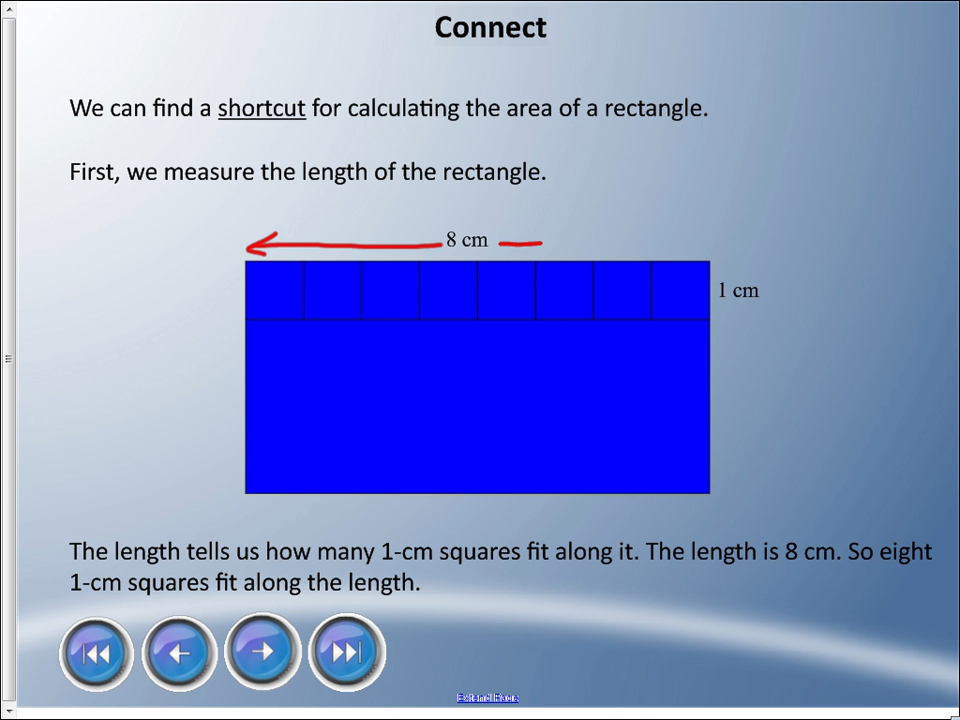 Connect
We can find a shortcut for calculating the area of a rectangle.
First, we measure the length of the rectangle.
8 cm
1 cm
The length tells us how many 1-cm squares fit along it. The length is 8 cm. So eight
1-cm squares fit along the length.
Extend Page